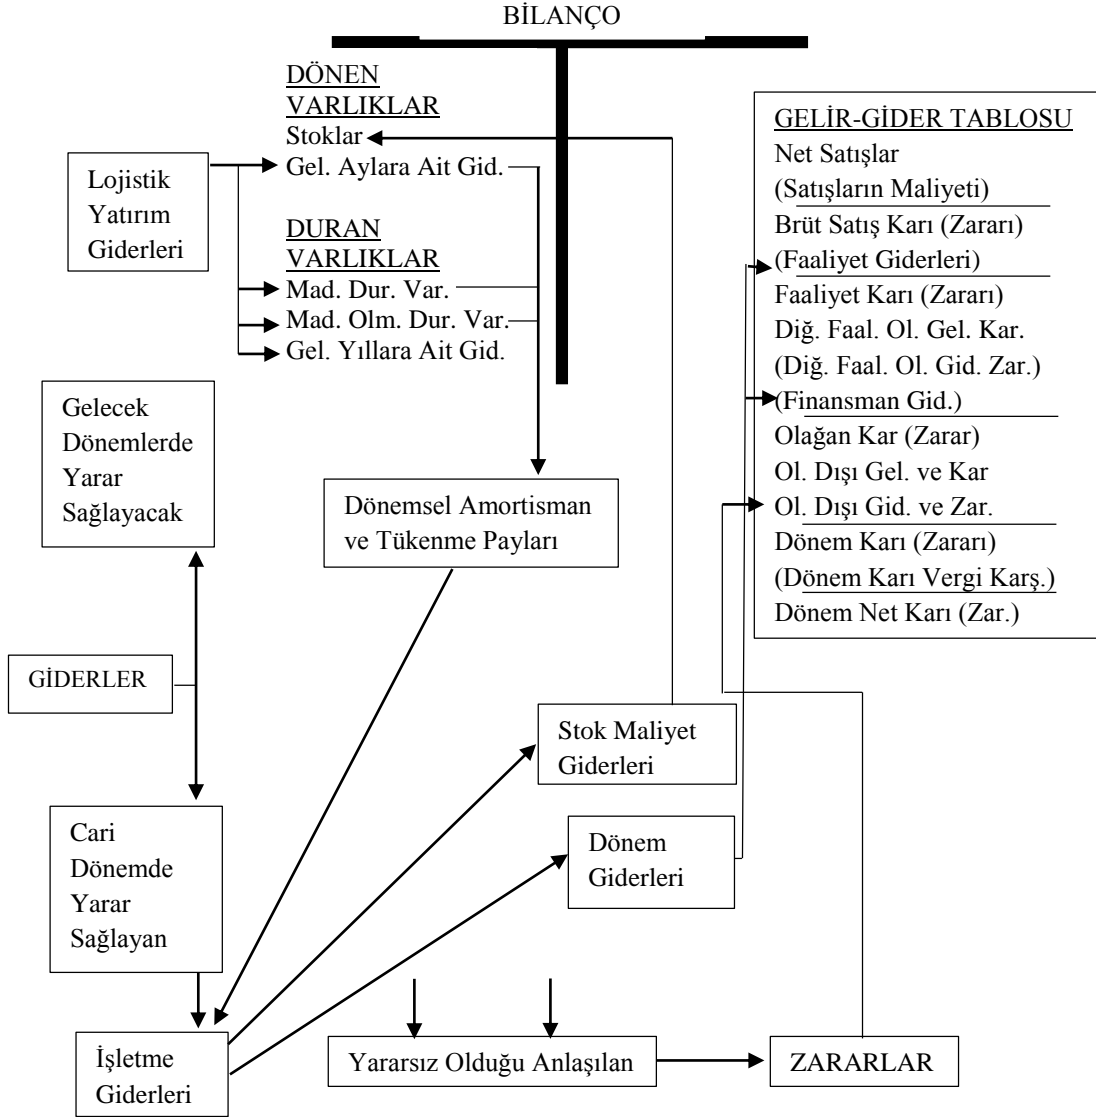 BİLANÇO
DÖNEN
VARLIKLAR
Stoklar
Gel. Aylara Ait Gid.
DURAN
VARLIKLAR
Mad. Dur. Var.
Mad. Olm. Dur. Var.
Gel. Yıllara Ait Gid.
Lojistik
Yatırım
Giderleri
GELİR-GİDER TABLOSU
Net Satışlar
(Satışların Maliyeti)
Brüt Satış Karı (Zararı)
(Faaliyet Giderleri)
Faaliyet Karı (Zararı)
Diğ. Faal. Ol. Gel. Kar.
(Diğ. Faal. Ol. Gid. Zar.)
(Finansman Gid.)
Olağan Kar (Zarar)
Ol. Dışı Gel. ve Kar
Ol. Dışı Gid. ve Zar.
Dönem Karı (Zararı)
(Dönem Karı Vergi Karş.)
Dönem Net Karı (Zar.)
Gelecek
Dönemlerde
Yarar
Sağlayacak
Dönemsel Amortisman
ve Tükenme Payları
GİDERLER
Stok Maliyet
Giderleri
Cari
Dönemde
Yarar
Sağlayan
Dönem
Giderleri
İşletme
Giderleri
Yararsız Olduğu Anlaşılan
ZARARLAR